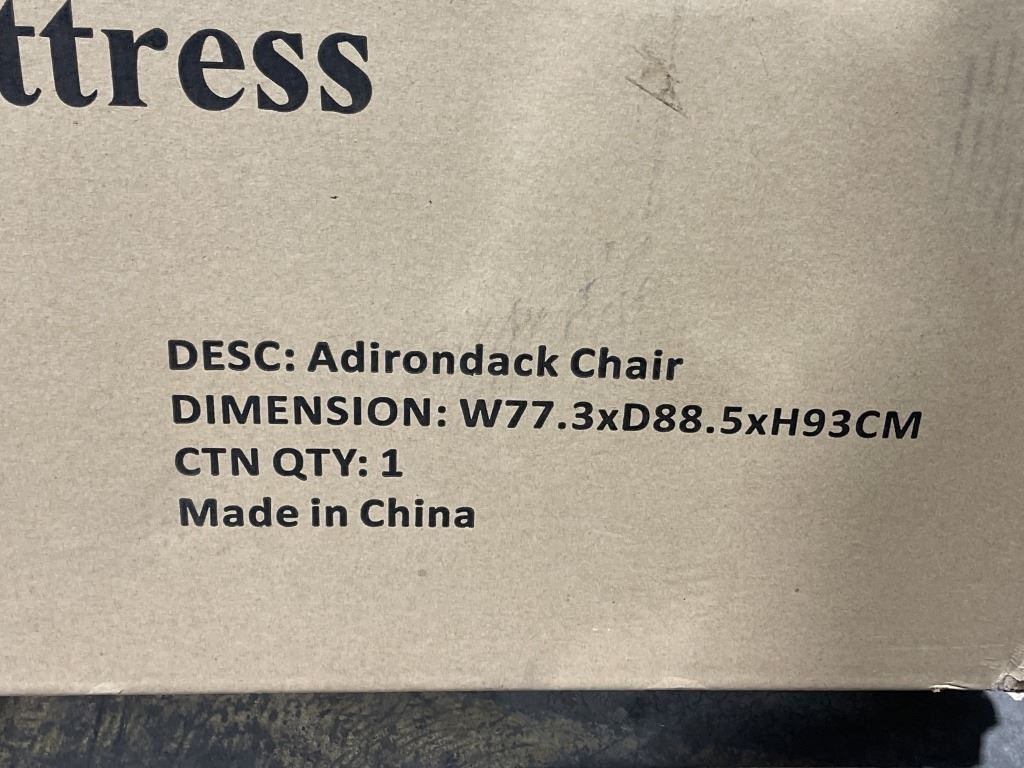 ttress
DESC: Adirondack Chair
DIMENSION: W77.3xD88.5xH93CM
CTN QTY: 1
Made in China